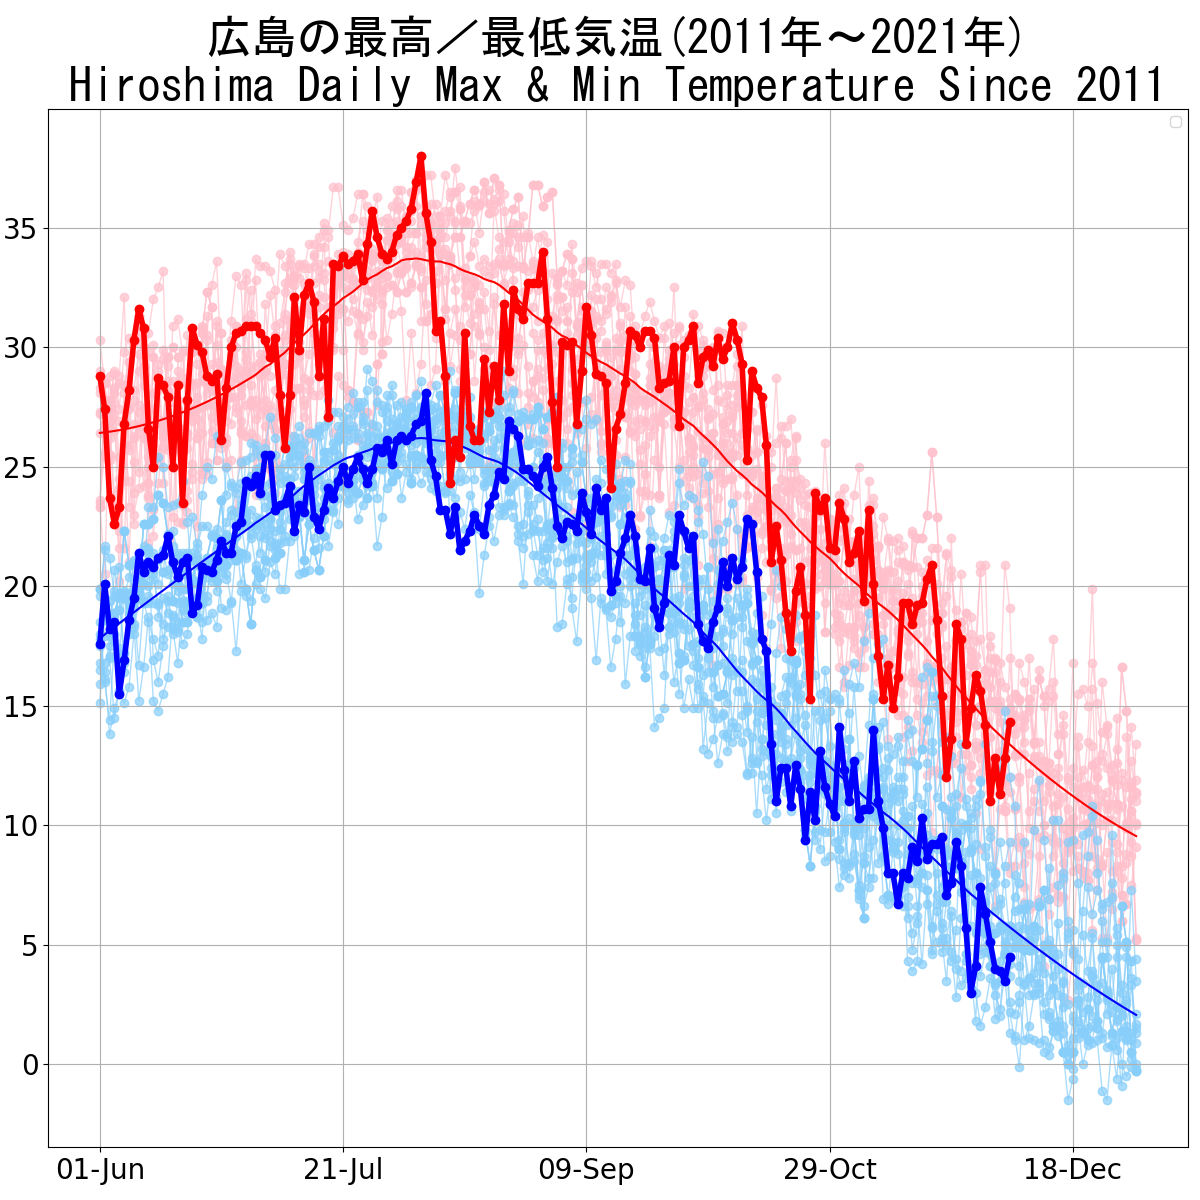 広島の最高／最低気温(2011年～2021年)
Hiroshima Daily Max & Min Temperature Since 2011
35
30
25
20
15
10
5
0
01-Jun 21-Jul 09-Sep 29-Oct 18-Dec